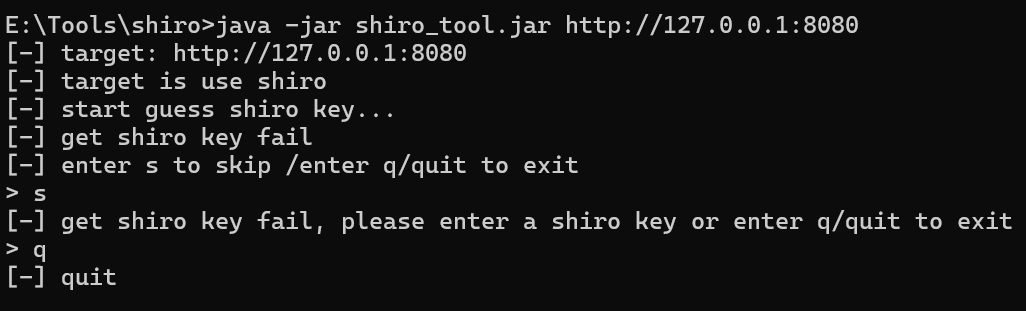 E:\Tools\shiro>java -jar shiro_tool.jar http://127.0.0.1:8080
[-] target: http://127.0.0.1:8080
[-] target is use shiro
[-] start guess shiro key...
[-] get shiro key fail
[-] enter s to skip /enter q/quit to exit
> s
[-] get shiro key fail, please enter a shiro key or enter q/quit to exit
> q
[-] quit